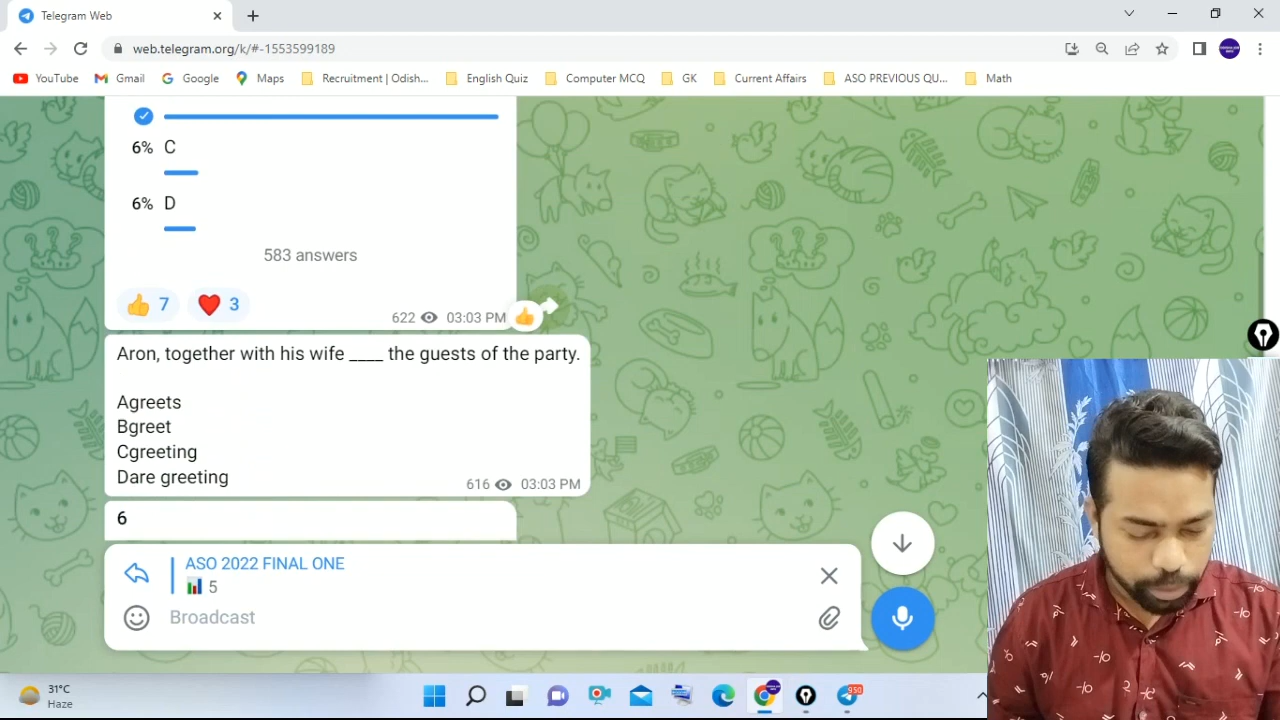 Telegram Web
web.telegram.org/k/#-1553599189
YouTube
Gmail
Google
Maps
Recruitment | Odish...
English Quiz
Computer MCQ
GK
Current Affairs
ASO PREVIOUS QU...
Math
6% C
6% D
583 answers
👍 7 ❤️ 3
622 03:03 PM
Aron, together with his wife ____ the guests of the party.
Agreets
Bgreet
Cgreeting
Dare greeting
616 03:03 PM
6
ASO 2022 FINAL ONE
📊 5
Broadcast
31°C
Haze
950